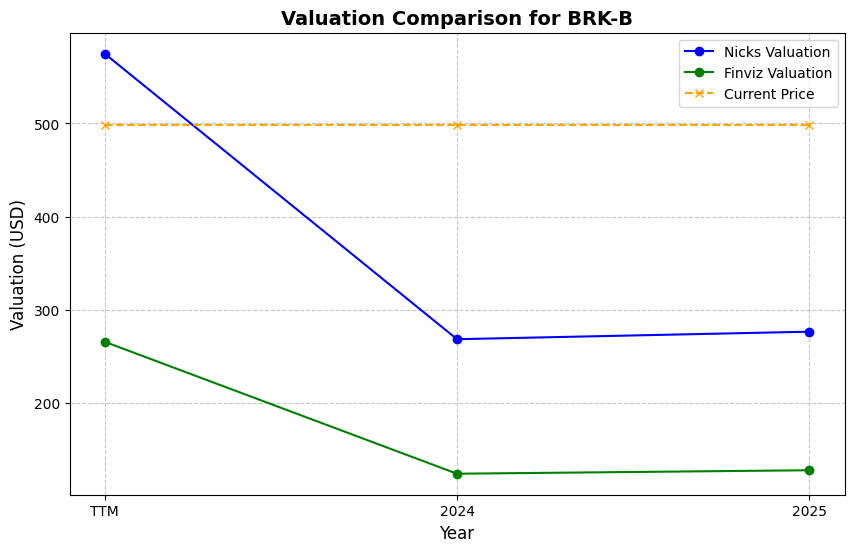 Valuation Comparison for BRK-B
Nicks Valuation
Finviz Valuation
Current Price
Valuation (USD)
500
400
300
200
TTM
2024
2025
Year